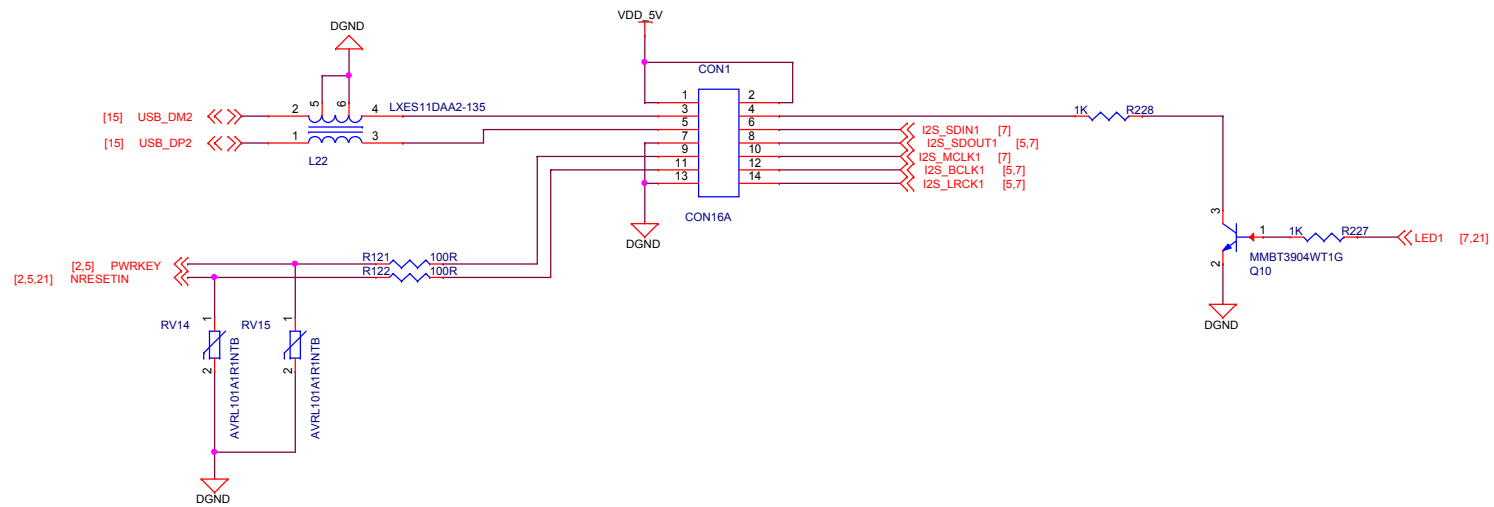 VDD_5V
DGND
CON1
5
6
1
2
[15] USB_DM2
2
4
LXES11DAA2-135
3
4
1K
R228
5
6
I2S_SDIN1 [7]
[15] USB_DP2
1
3
7
8
I2S_SDOUT1 [5,7]
L22
9
10
I2S_MCLK1 [7]
11
12
I2S_BCLK1 [5,7]
13
14
I2S_LRCK1 [5,7]
CON16A
3
DGND
1
1K
R227
LED1 [7,21]
MMBT3904WT1G
Q10
2
DGND
[2,5] PWRKEY
R121
100R
[2,5,21] NRESETIN
R122
100R
RV14
1
RV15
1
2
2
AVRL101A1R1NTB
AVRL101A1R1NTB
DGND